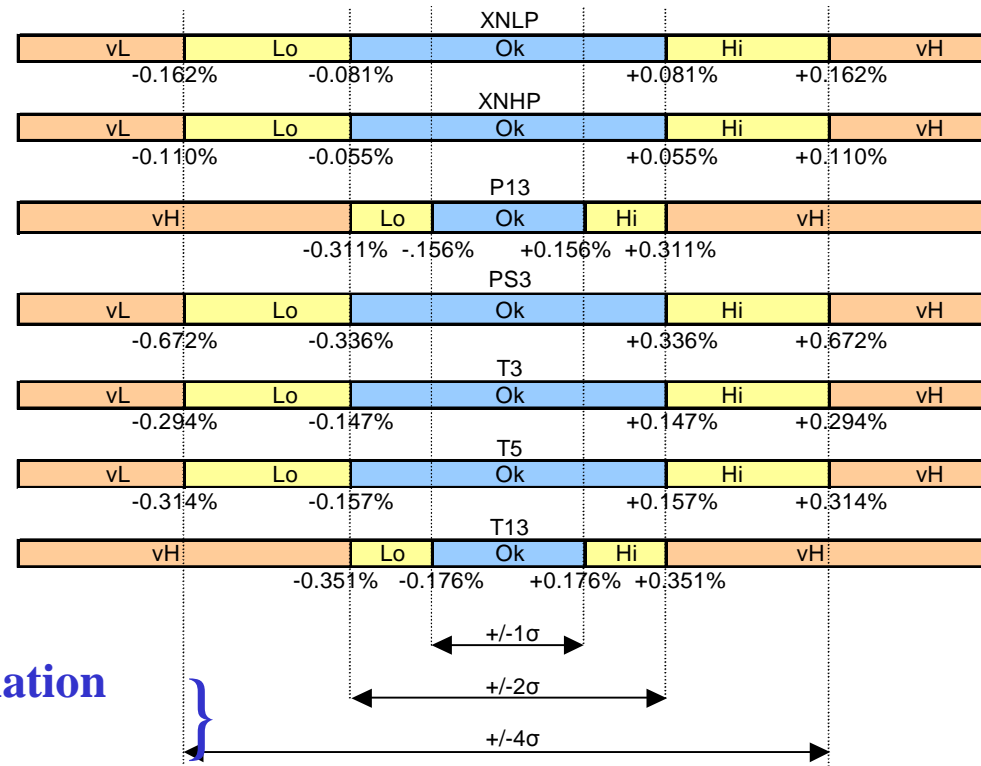 XNLP
vL Lo Ok Hi vH
-0.162% -0.081% +0.081% +0.162%
XNHP
vL Lo Ok Hi vH
-0.110% -0.055% +0.055% +0.110%
P13
vH Lo Ok Hi vH
-0.311% -.156% +0.156% +0.311%
PS3
vL Lo Ok Hi vH
-0.672% -0.336% +0.336% +0.672%
T3
vL Lo Ok Hi vH
-0.294% -0.147% +0.147% +0.294%
T5
vL Lo Ok Hi vH
-0.314% -0.157% +0.157% +0.314%
T13
vH Lo Ok Hi vH
-0.351% -0.176% +0.176% +0.351%
+/-1σ
+/-2σ
+/-4σ